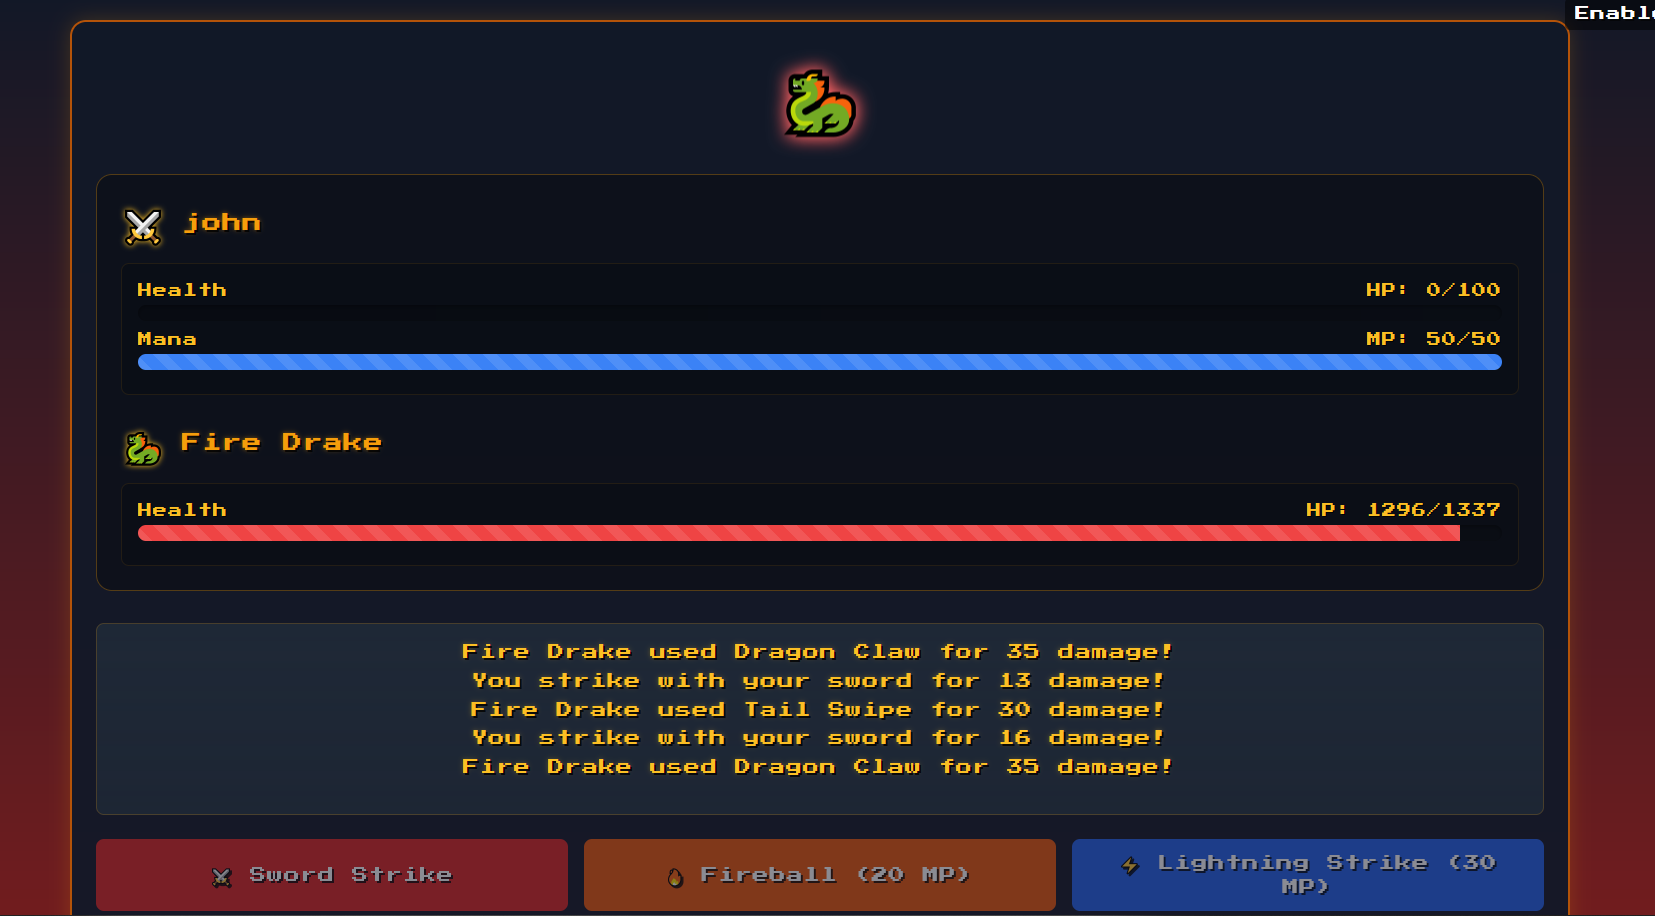 Enable
john
Health HP: 0/100
Mana MP: 50/50
Fire Drake
Health HP: 1296/1337
Fire Drake used Dragon Claw for 35 damage!
You strike with your sword for 13 damage!
Fire Drake used Tail Swipe for 30 damage!
You strike with your sword for 16 damage!
Fire Drake used Dragon Claw for 35 damage!
Sword Strike
Fireball (20 MP)
Lightning Strike (30
MP)